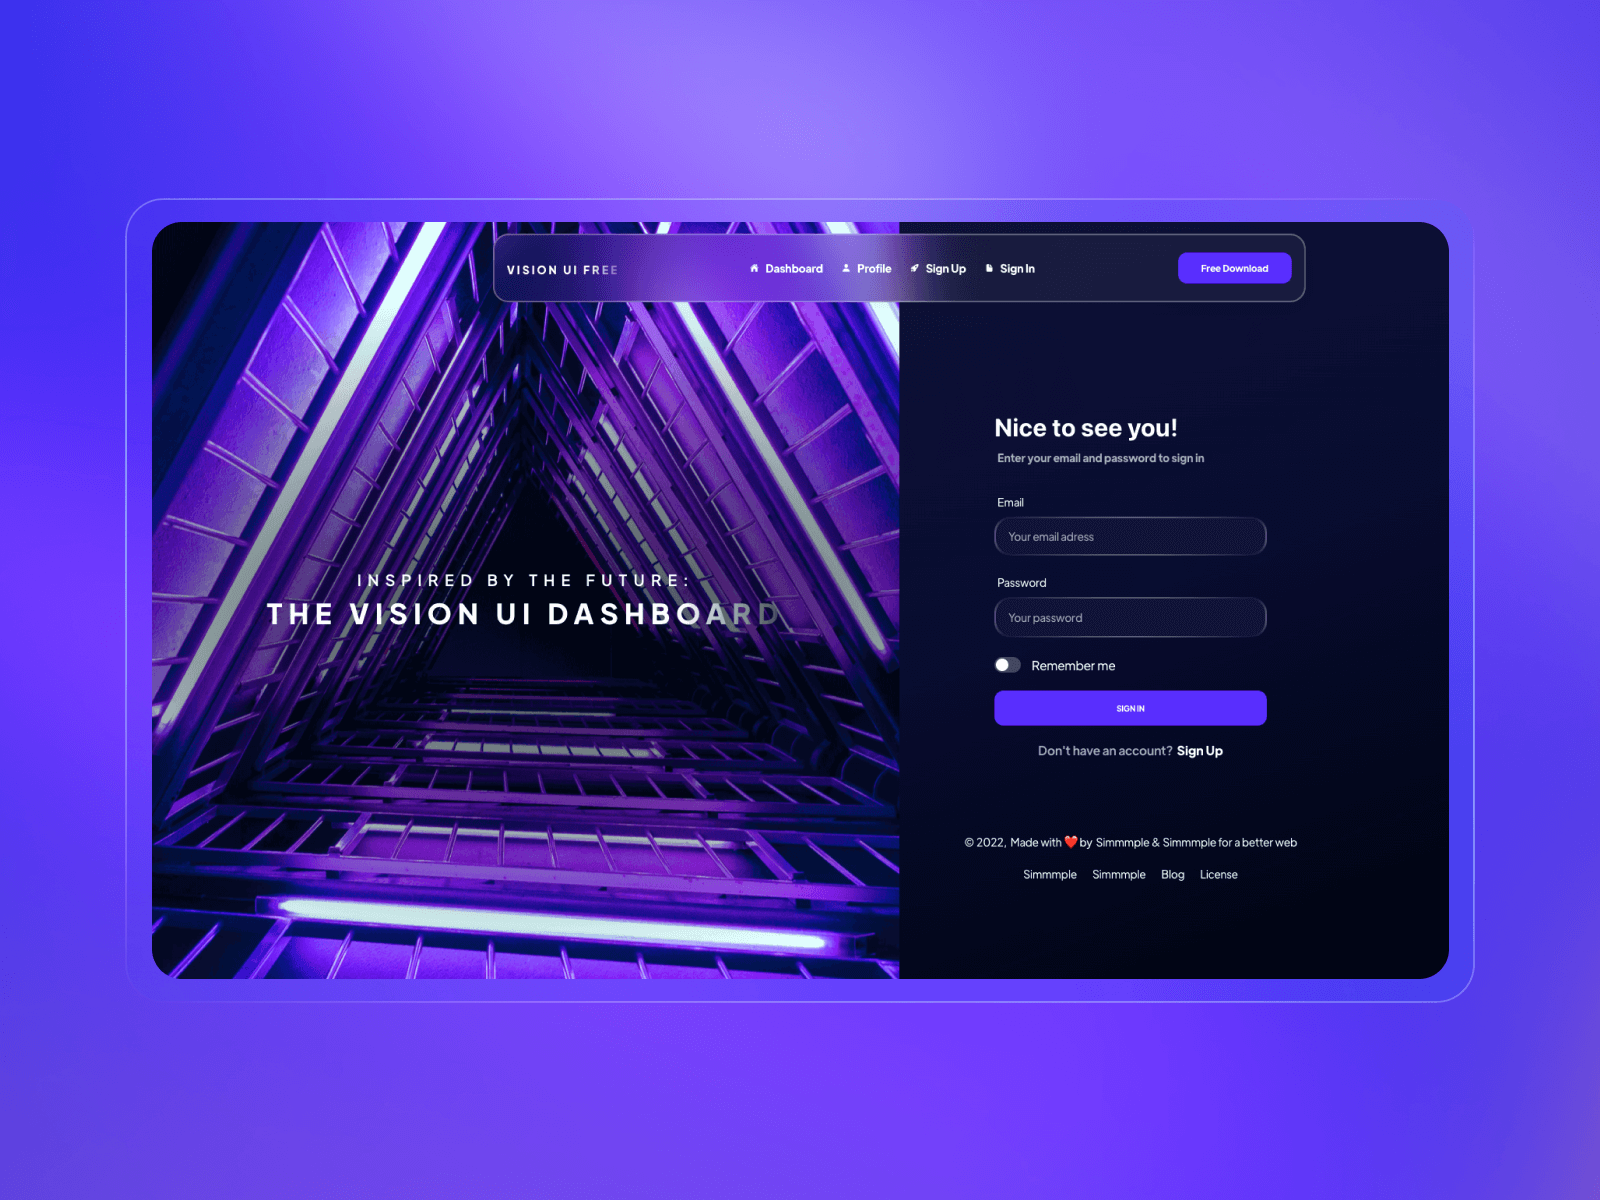 VISION UI FREE
Dashboard
Profile
Sign Up
Sign In
Free Download
INSPIRED BY THE FUTURE:
THE VISION UI DASHBOARD
Nice to see you!
Enter your email and password to sign in
Email
Your email adress
Password
Your password
Remember me
SIGN IN
Don't have an account? Sign Up
© 2022, Made with ❤️ by Simmmple & Simmmple for a better web
Simmmple Simmmple Blog License